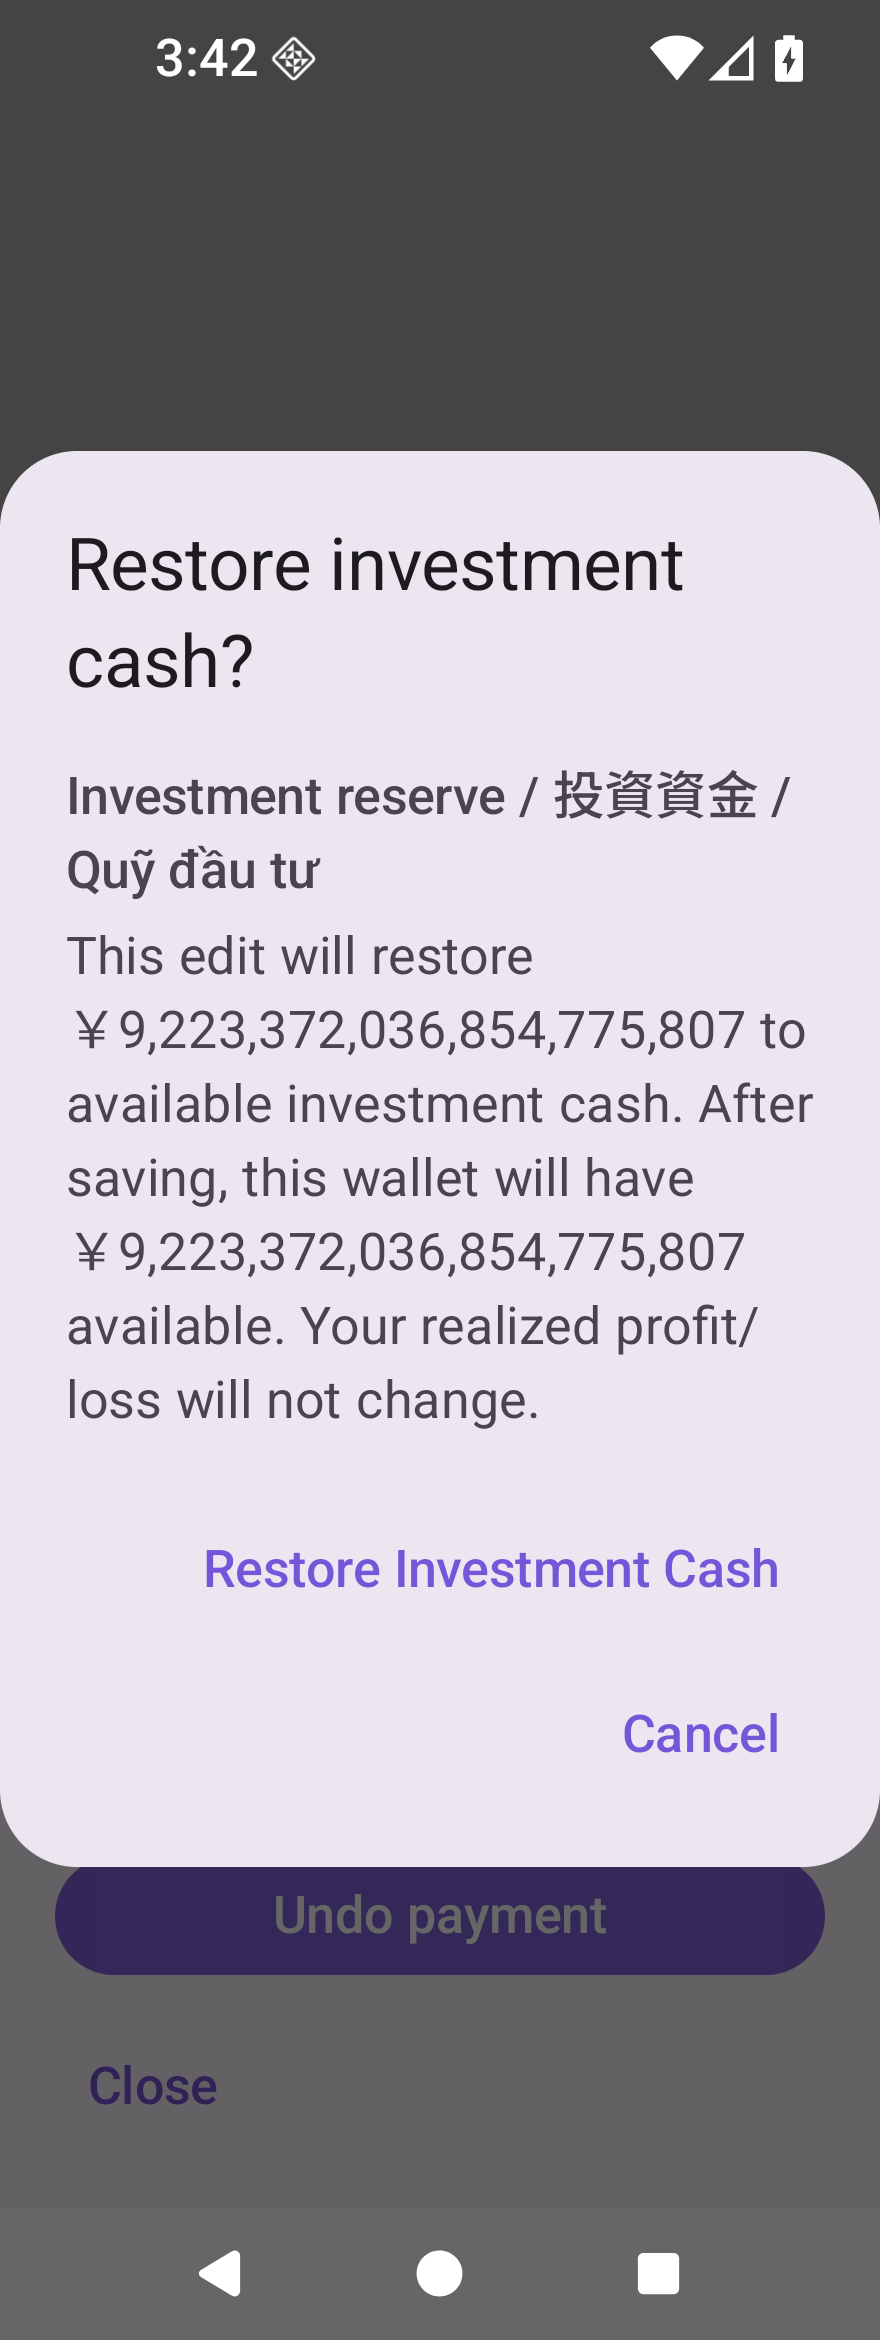 3:42
Restore investment
cash?
Investment reserve / 投資資金 /
Quỹ đầu tư
This edit will restore
￥9,223,372,036,854,775,807 to
available investment cash. After
saving, this wallet will have
￥9,223,372,036,854,775,807
available. Your realized profit/
loss will not change.
Restore Investment Cash
Cancel
Undo payment
Close